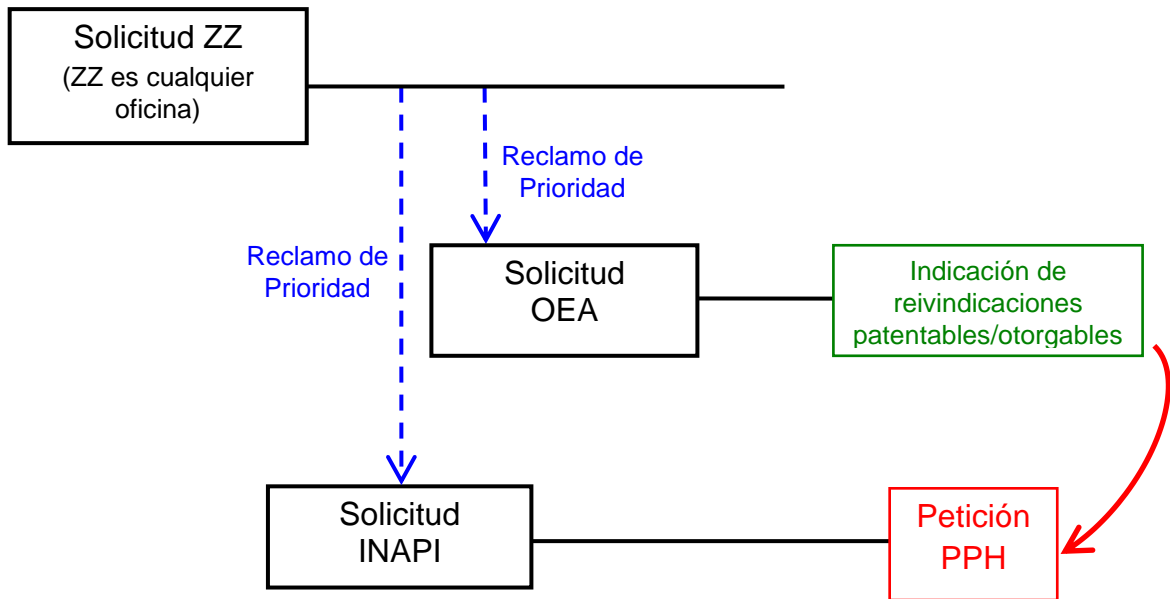 Solicitud ZZ
(ZZ es cualquier
oficina)
Reclamo de
Prioridad
Reclamo de
Prioridad
Solicitud
OEA
Indicación de
reivindicaciones
patentables/otorgables
Solicitud
INAPI
Petición
PPH